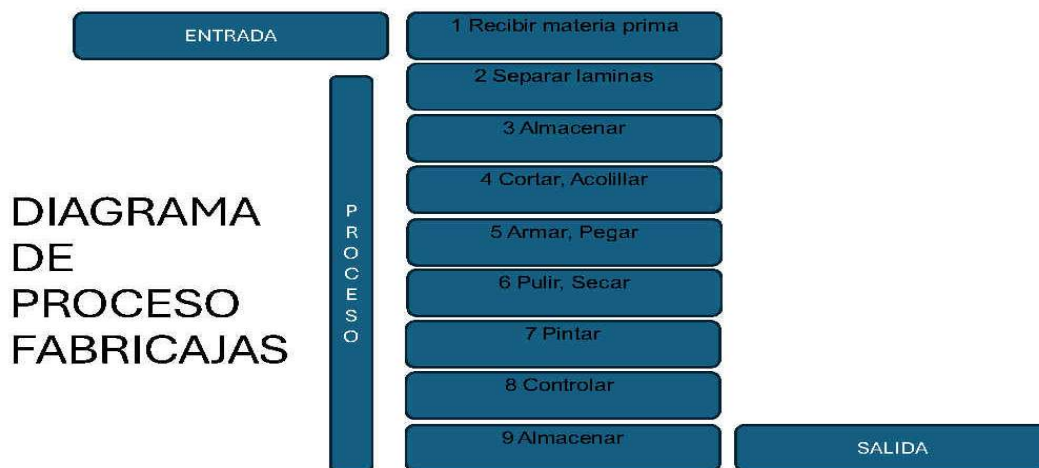 ENTRADA
1 Recibir materia prima
2 Separar laminas
3 Almacenar
4 Cortar, Acolillar
5 Armar, Pegar
6 Pulir, Secar
7 Pintar
8 Controlar
9 Almacenar
PROCESO
DIAGRAMA
DE
PROCESO
FABRICAJAS
SALIDA